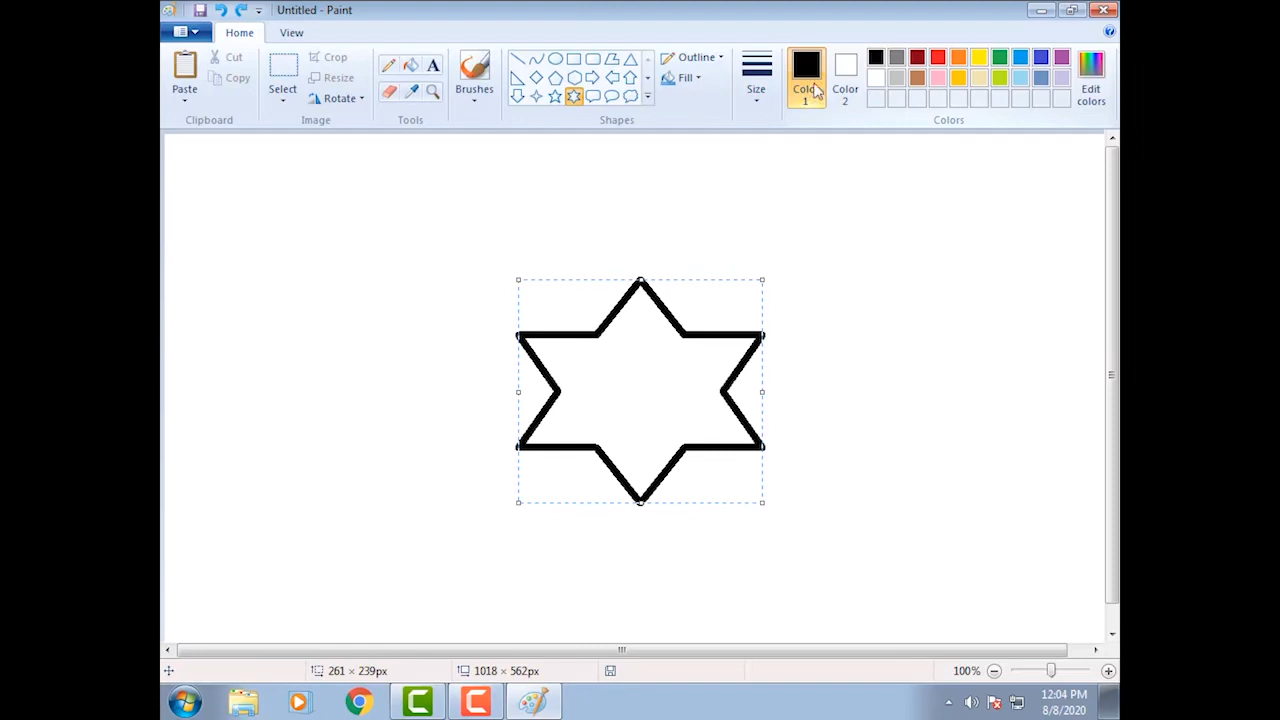 Untitled - Paint
Home View
Paste
Cut
Copy
Clipboard
Select
Crop
Resize
Rotate
Image
A
Tools
Brushes
Outline
Fill
Shapes
Size
Color 1
Color 2
Edit colors
Colors
261 × 239px
1018 × 562px
100%
12:04 PM
8/8/2020